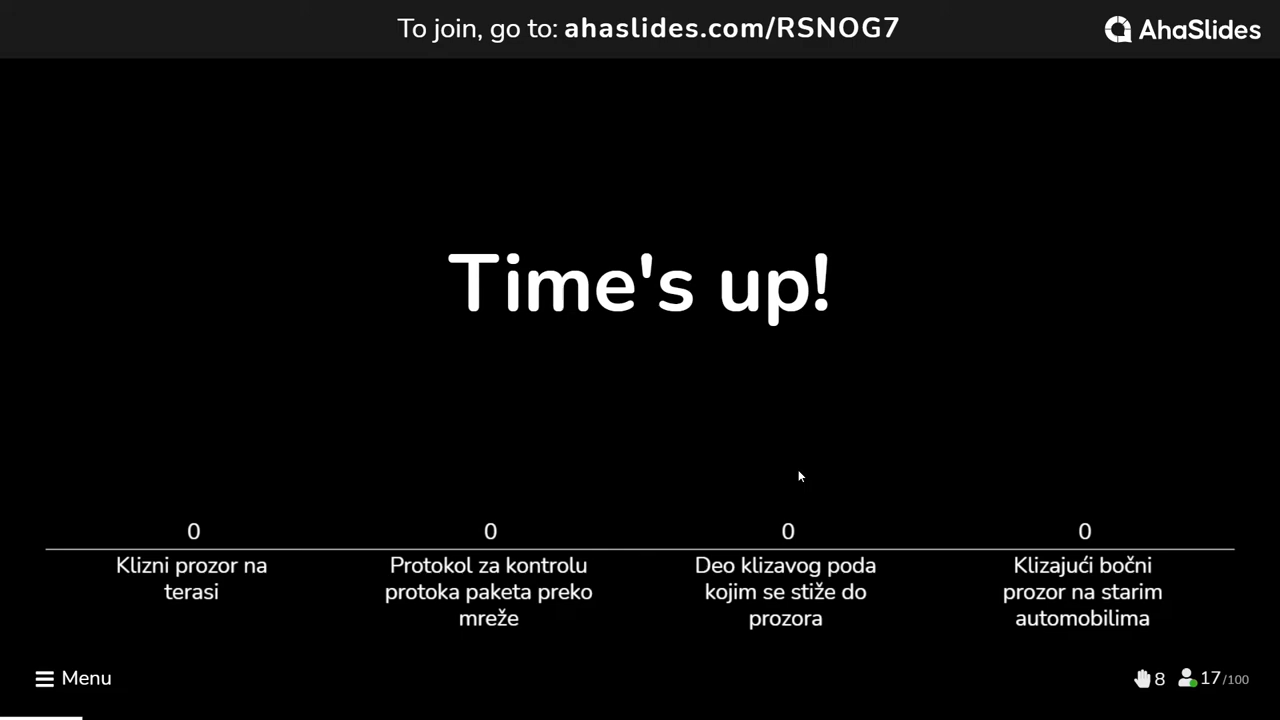 To join, go to: ahaslides.com/RSNOG7
AhaSlides
Time's up!
0
0
0
0
Klizni prozor na
terasi
Protokol za kontrolu
protoka paketa preko
mreže
Deo klizavog poda
kojim se stiže do
prozora
Klizajući bočni
prozor na starim
automobilima
Menu
8
17/100